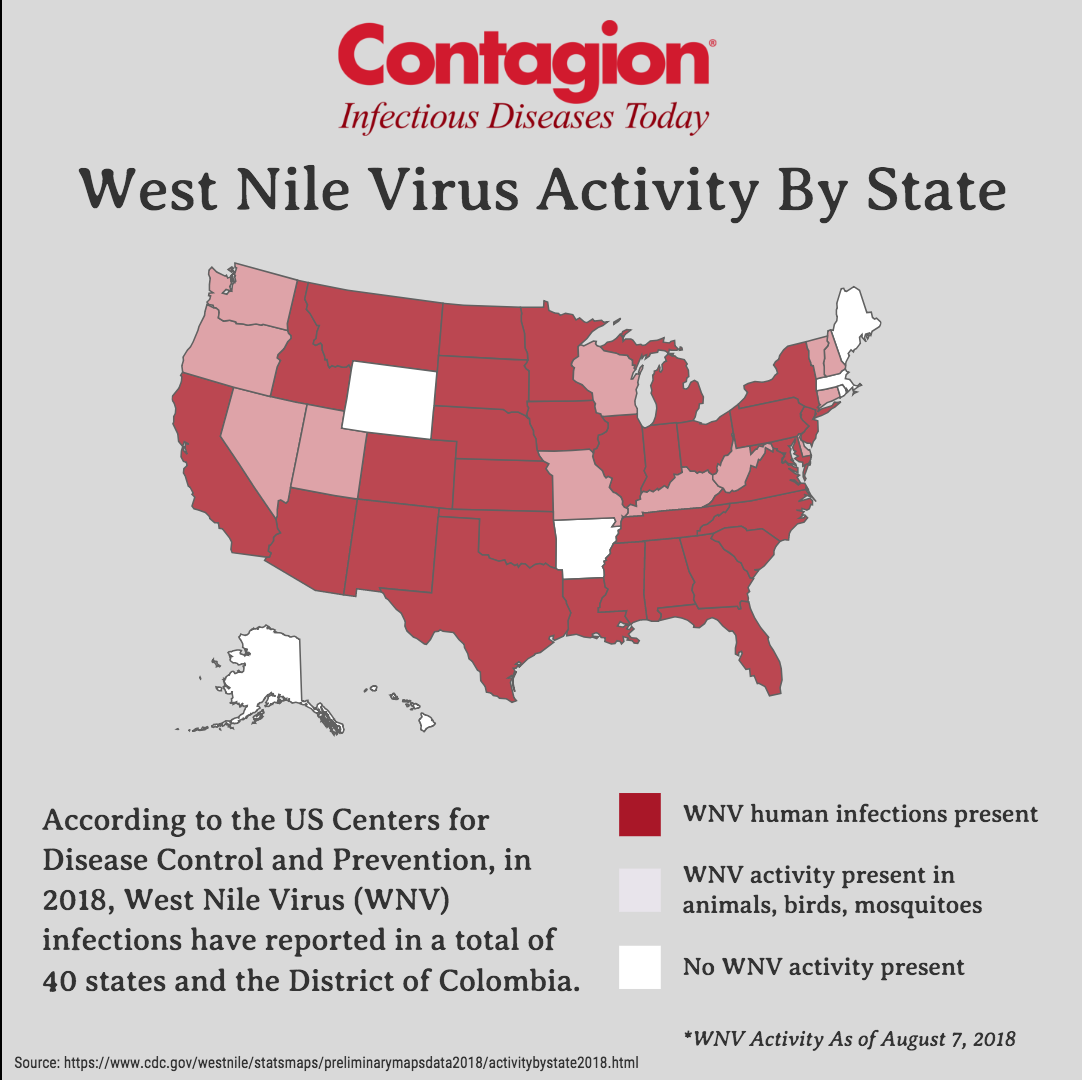 Contagion®
Infectious Diseases Today
West Nile Virus Activity By State
According to the US Centers for
Disease Control and Prevention, in
2018, West Nile Virus (WNV)
infections have reported in a total of
40 states and the District of Colombia.
WNV human infections present
WNV activity present in
animals, birds, mosquitoes
No WNV activity present
*WNV Activity As of August 7, 2018
Source: https://www.cdc.gov/westnile/statsmaps/preliminarymapsdata2018/activitybystate2018.html